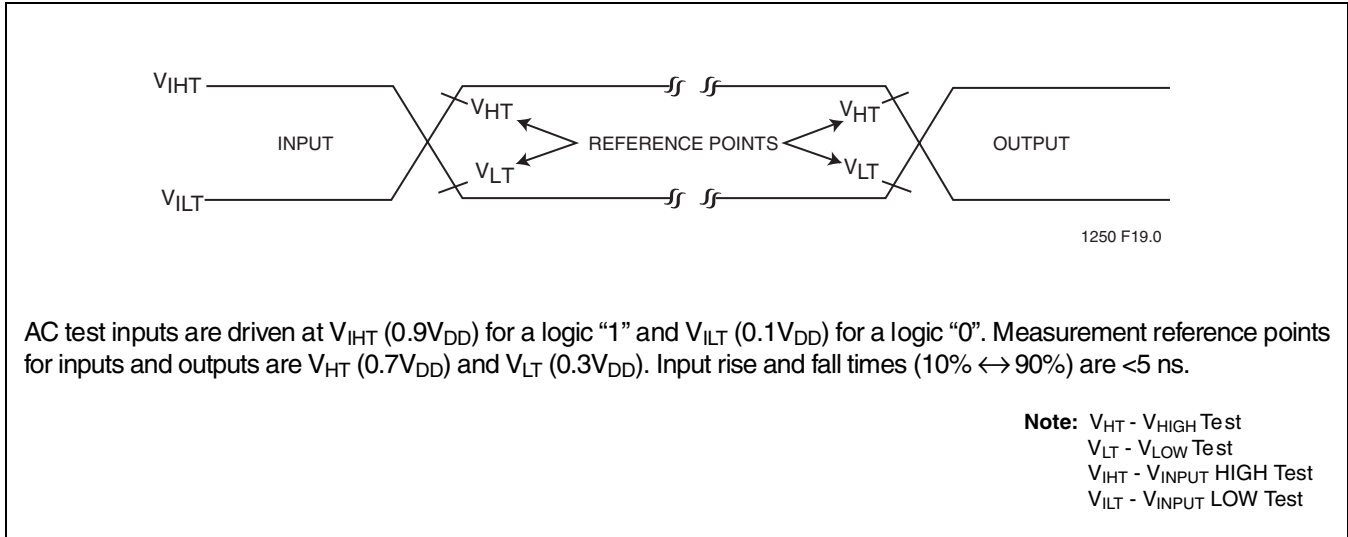 VIHT
VHT
VHT
INPUT
REFERENCE POINTS
OUTPUT
VLT
VLT
VILT
1250 F19.0
AC test inputs are driven at VIHT (0.9VDD) for a logic “1” and VILT (0.1VDD) for a logic “0”. Measurement reference points
for inputs and outputs are VHT (0.7VDD) and VLT (0.3VDD). Input rise and fall times (10% ↔ 90%) are <5 ns.
Note: VHT - VHIGH Test
VLT - VLOW Test
VIHT - VINPUT HIGH Test
VILT - VINPUT LOW Test